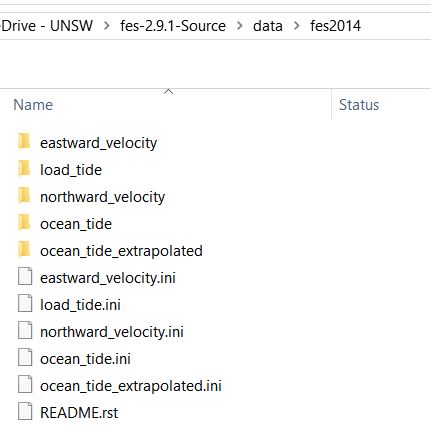 Drive - UNSW > fes-2.9.1-Source > data > fes2014
Name Status
eastward_velocity
load_tide
northward_velocity
ocean_tide
ocean_tide_extrapolated
eastward_velocity.ini
load_tide.ini
northward_velocity.ini
ocean_tide.ini
ocean_tide_extrapolated.ini
README.rst